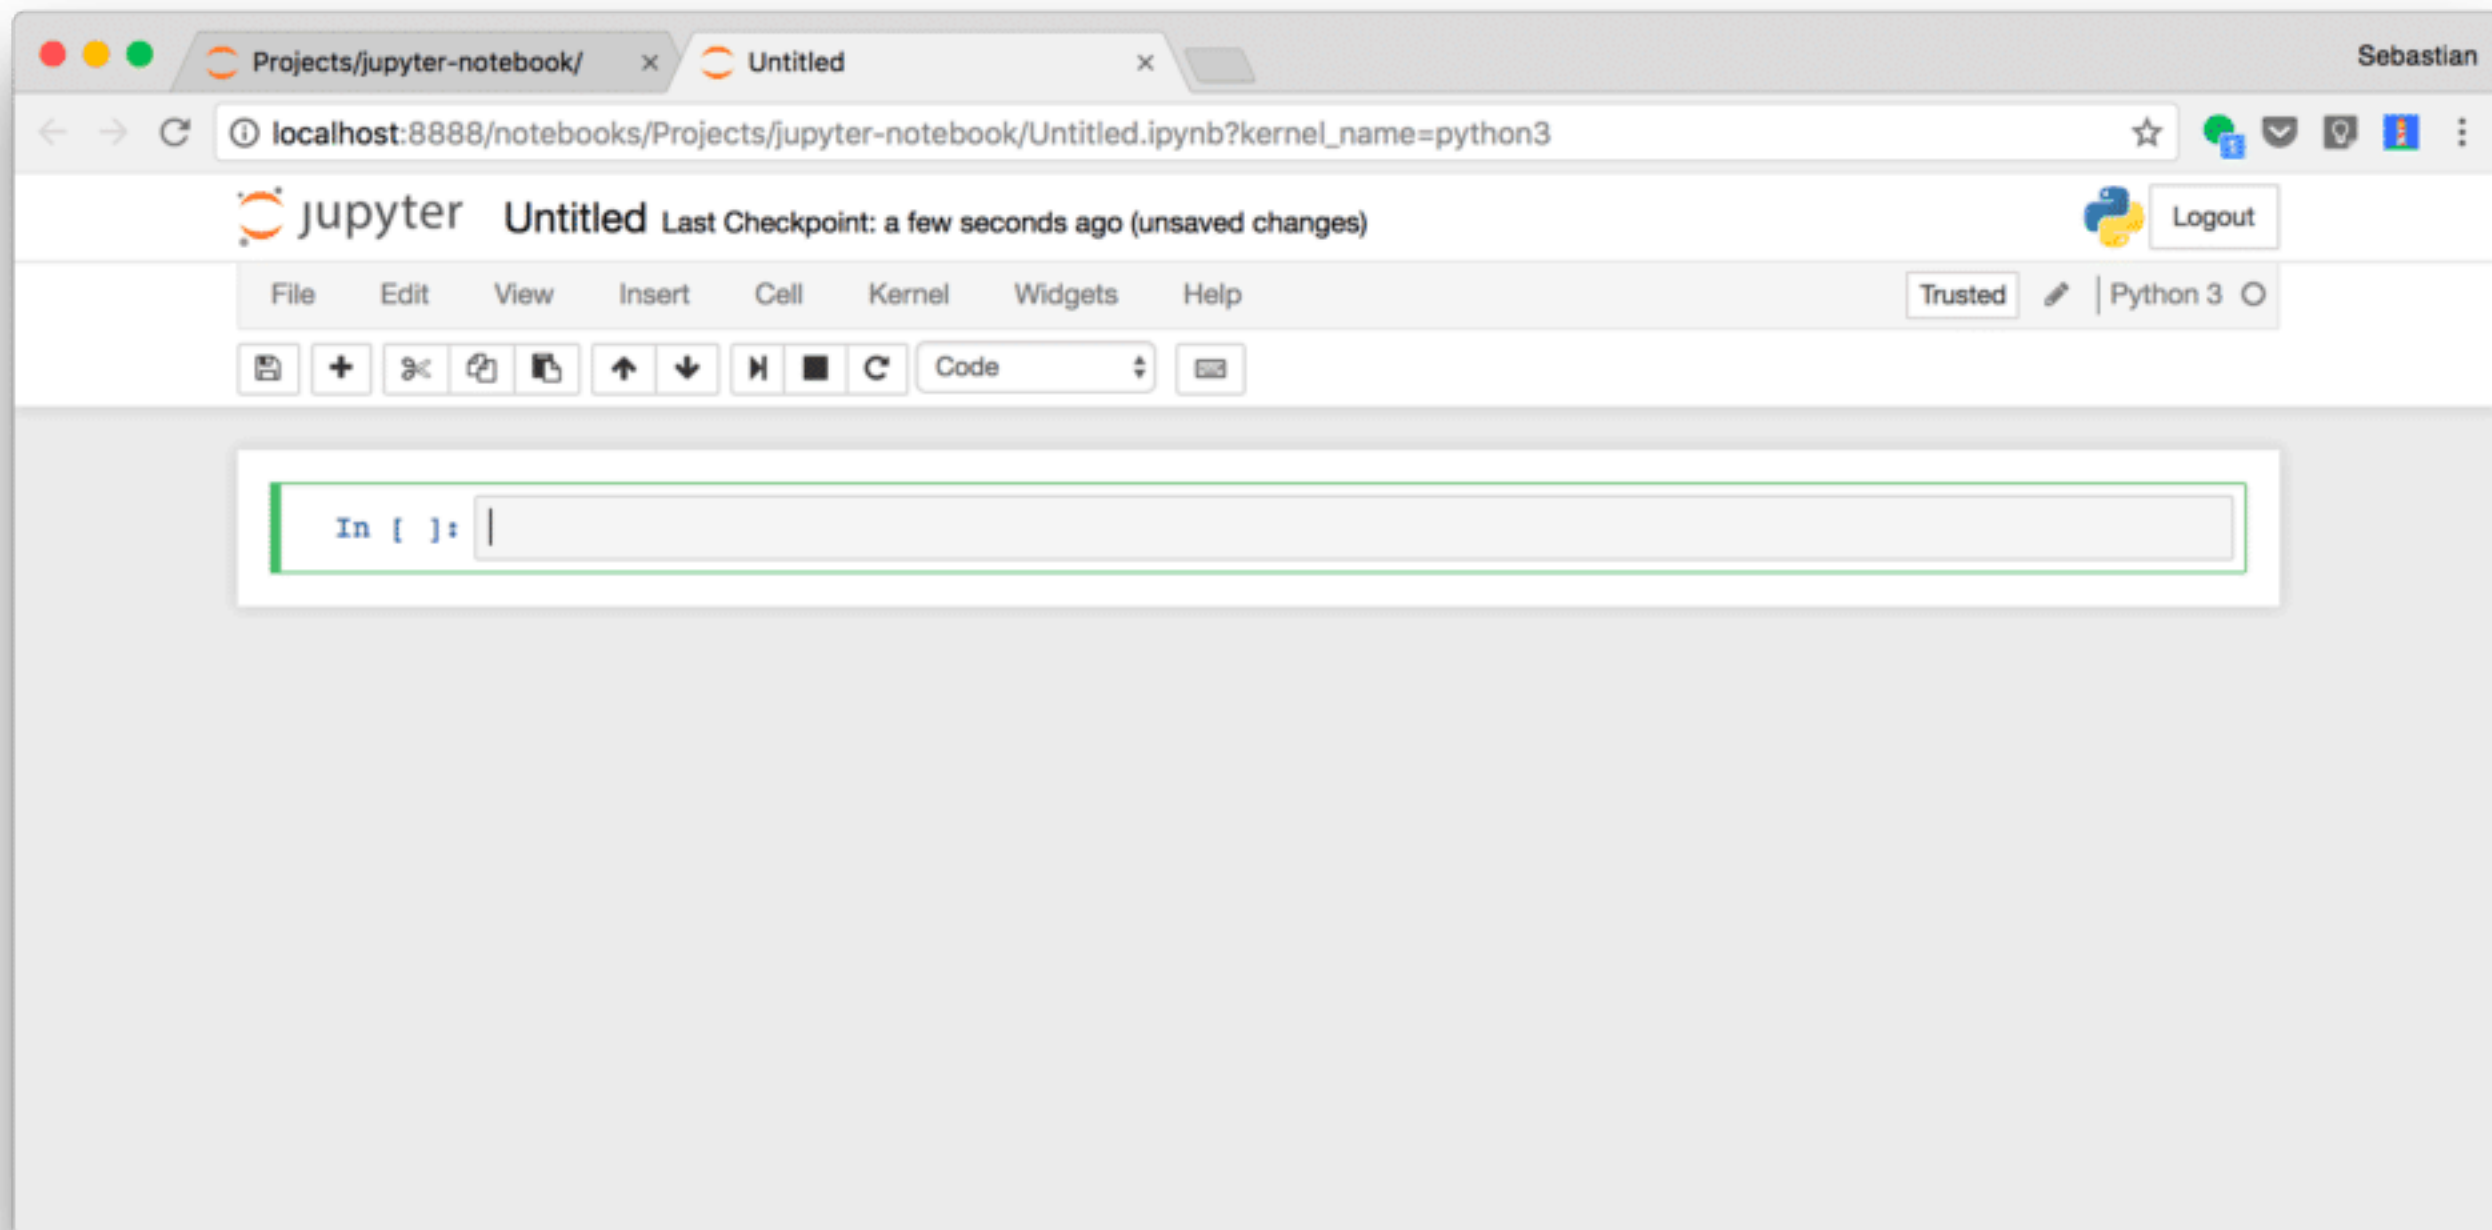 Projects/jupyter-notebook/ Untitled Sebastian
localhost:8888/notebooks/Projects/jupyter-notebook/Untitled.ipynb?kernel_name=python3
jupyter Untitled Last Checkpoint: a few seconds ago (unsaved changes) Logout
File Edit View Insert Cell Kernel Widgets Help Trusted Python 3
Code
In [ ]: